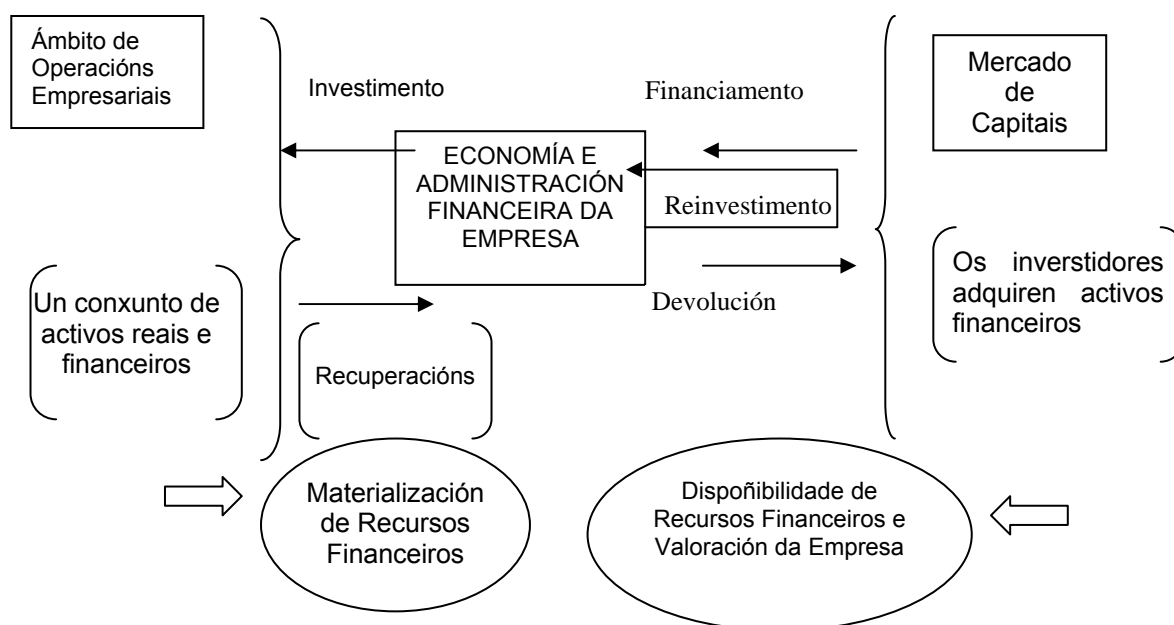 Ámbito de
Operacións
Empresariais
Investimento
Financiamento
Mercado
de
Capitais
ECONOMÍA E
ADMINISTRACIÓN
FINANCEIRA DA
EMPRESA
Reinvestimento
Un conxunto de
activos reais e
financeiros
Devolución
Os inverstidores
adquiren activos
financeiros
Recuperacións
Materialización
de Recursos
Financeiros
Dispoñibilidade de
Recursos Financeiros e
Valoración da Empresa